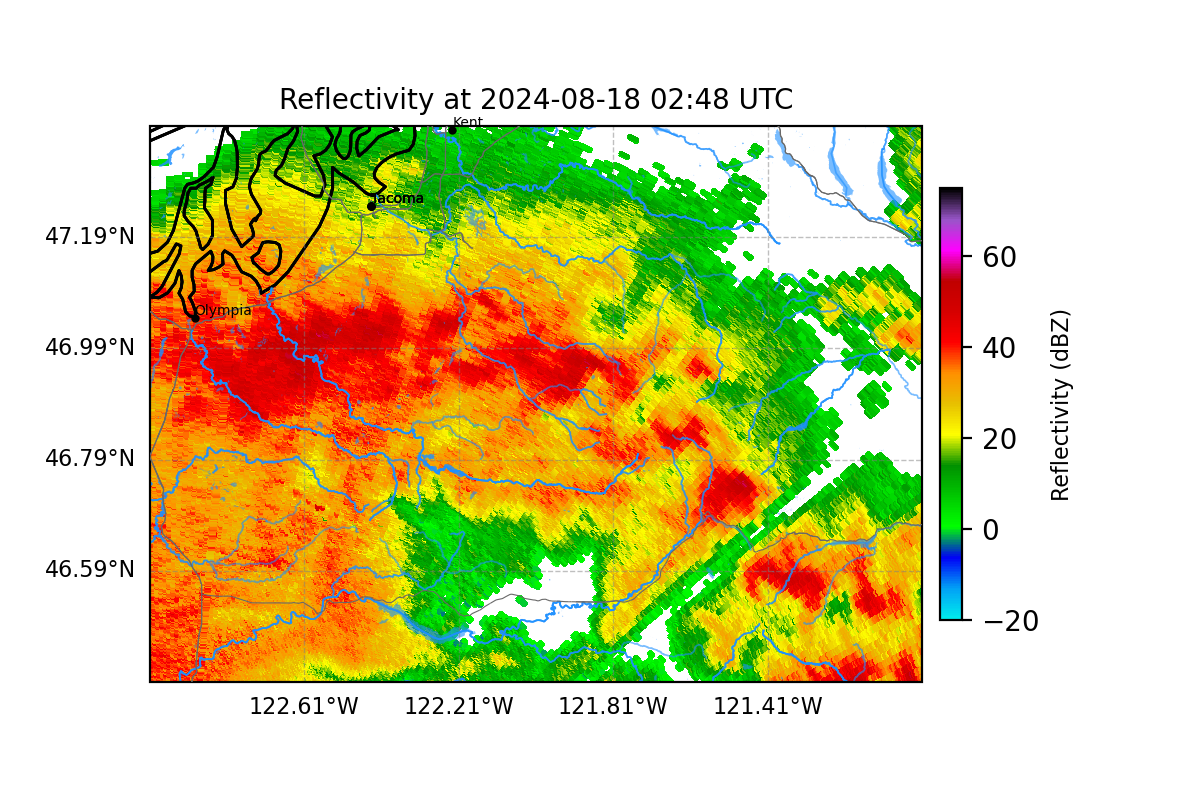 Reflectivity at 2024-08-18 02:48 UTC
Kent
Tacoma
Olympia
47.19°N
46.99°N
46.79°N
46.59°N
122.61°W
122.21°W
121.81°W
121.41°W
60
40
20
0
−20
Reflectivity (dBZ)